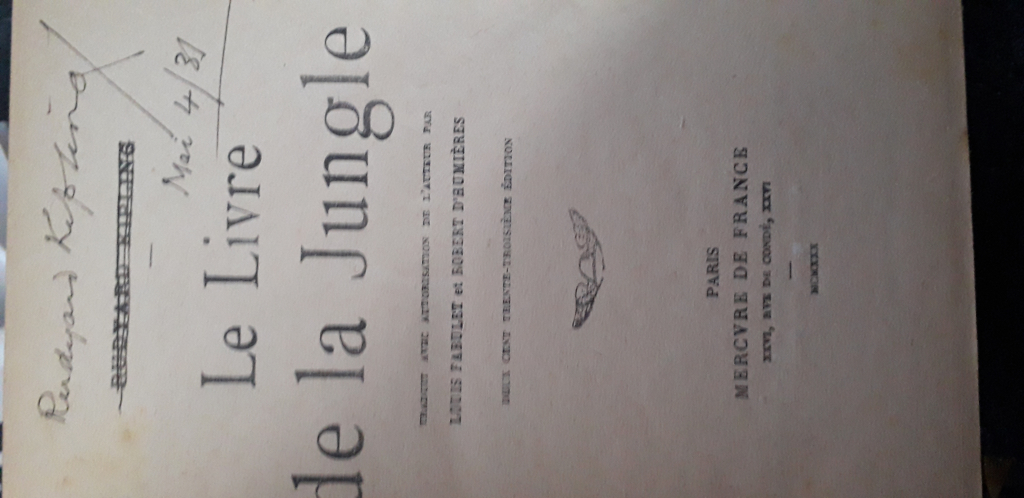 Rudyard Kipling
RUDYARD KIPLING
Mai 4/31
Le Livre
de la Jungle
TRADUIT AVEC AUTORISATION DE L'AUTEUR PAR
LOUIS FABULET et ROBERT D'HUMIÈRES
DEUX CENT TRENTE-TROISIÈME ÉDITION
PARIS
MERCVRE DE FRANCE
XXVI, RVE DE CONDÉ, XXVI
MCMXXX